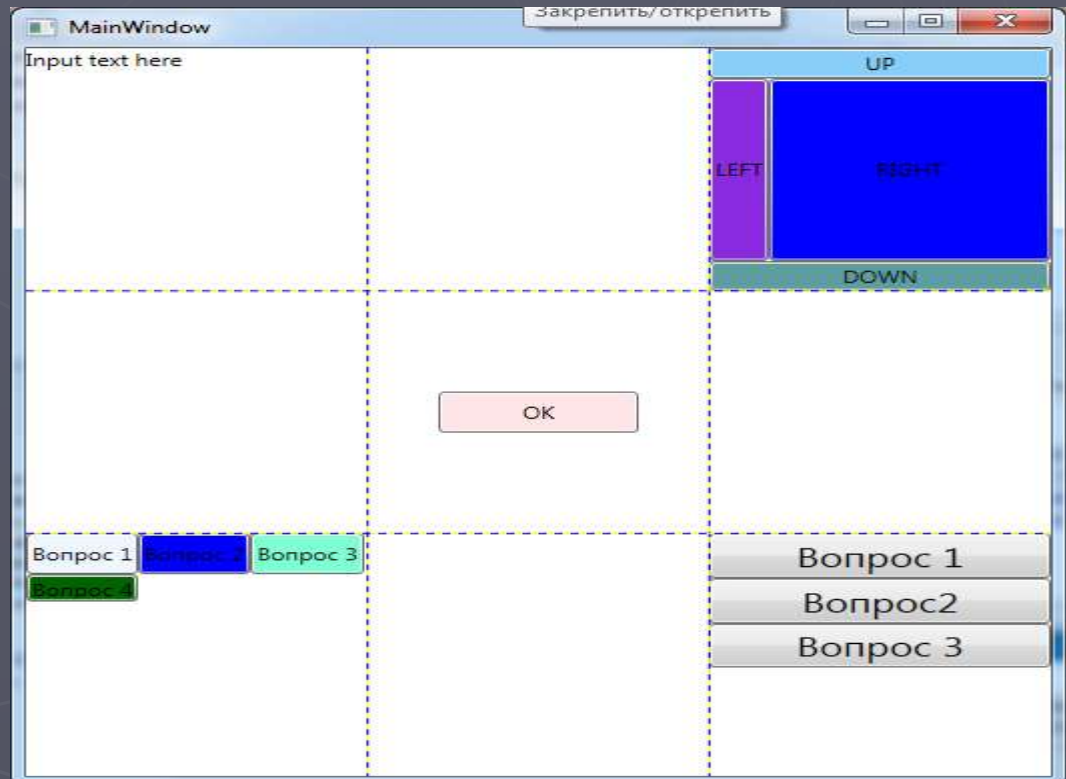 Закрепить/открепить
MainWindow
Input text here
UP
LEFT
RIGHT
DOWN
OK
Вопрос 1
Вопрос 2
Вопрос 3
Вопрос 4
Вопрос 1
Вопрос2
Вопрос 3